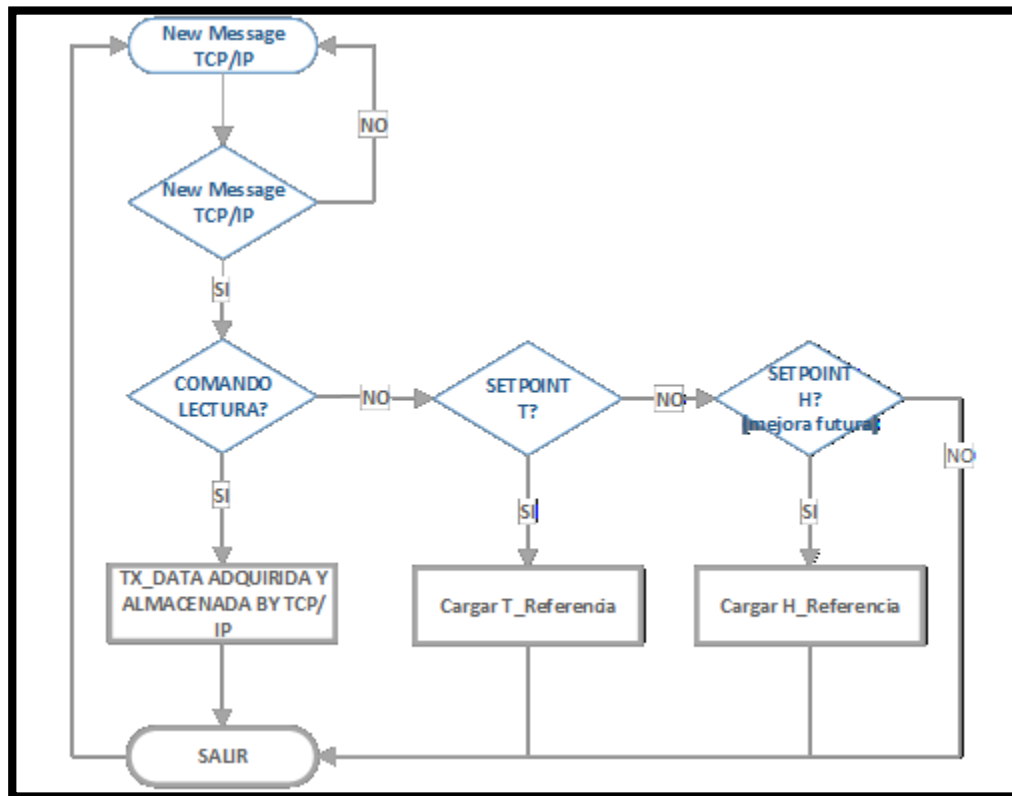 New Message
TCP/IP
NO
New Message
TCP/IP
SI
COMANDO
LECTURA?
NO
SETPOINT
T?
NO
SETPOINT
H?
[mejora futura]
NO
SI
SI
SI
TX_DATA ADQUIRIDA Y
ALMACENADA BY TCP/
IP
Cargar T_Referencia
Cargar H_Referencia
SALIR